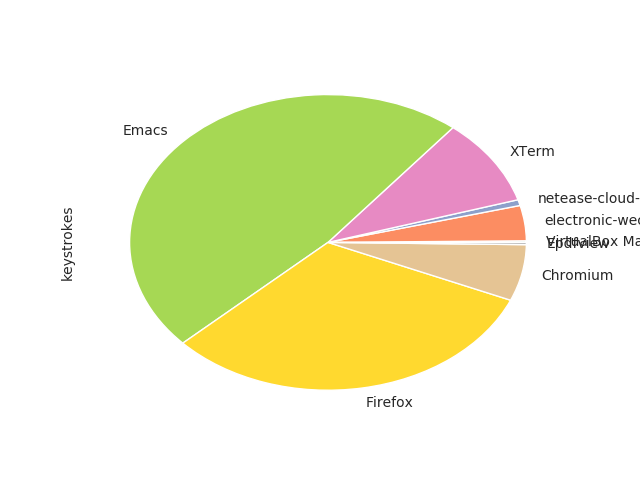 Emacs
XTerm
netease-cloud-
electronic-wec
VirtualBox Ma
Epdfview
Chromium
keystrokes
Firefox